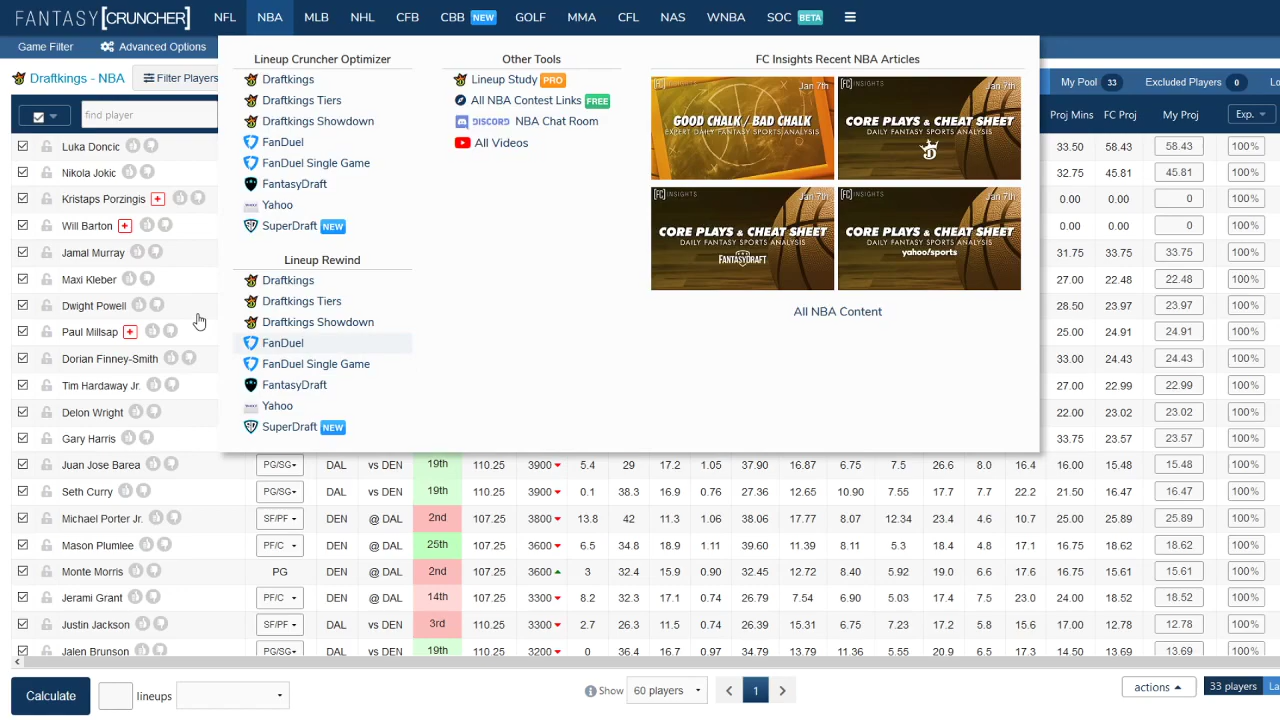 FANTASY[CRUNCHER]
NFL NBA MLB NHL CFB CBB NEW GOLF MMA CFL NAS WNBA SOC BETA
Game Filter Advanced Options
Lineup Cruncher Optimizer
Draftkings
Draftkings Tiers
Draftkings Showdown
FanDuel
FanDuel Single Game
FantasyDraft
Yahoo
SuperDraft NEW
Lineup Rewind
Draftkings
Draftkings Tiers
Draftkings Showdown
FanDuel
FanDuel Single Game
FantasyDraft
Yahoo
SuperDraft NEW
Other Tools
Lineup Study PRO
All NBA Contest Links FREE
DISCORD NBA Chat Room
All Videos
FC Insights Recent NBA Articles
[FC] INSIGHTS Jan 7th
GOOD CHALK / BAD CHALK
EXPERT DAILY FANTASY SPORTS ANALYSIS
[FC] INSIGHTS Jan 7th
CORE PLAYS & CHEAT SHEET
DAILY FANTASY SPORTS ANALYSIS
[FC] INSIGHTS Jan 7th
CORE PLAYS & CHEAT SHEET
DAILY FANTASY SPORTS ANALYSIS
FANTASYDRAFT
[FC] INSIGHTS Jan 7th
CORE PLAYS & CHEAT SHEET
DAILY FANTASY SPORTS ANALYSIS
yahoo!sports
All NBA Content
Draftkings - NBA Filter Players
My Pool 33 Excluded Players 0
find player
Proj Mins FC Proj My Proj Exp.
Luka Doncic 33.50 58.43 58.43 100%
Nikola Jokic 32.75 45.81 45.81 100%
Kristaps Porzingis 0.00 0.00 0 100%
Will Barton 0.00 0.00 0 100%
Jamal Murray 31.75 33.75 33.75 100%
Maxi Kleber 27.00 22.48 22.48 100%
Dwight Powell 28.50 23.97 23.97 100%
Paul Millsap 25.00 24.91 24.91 100%
Dorian Finney-Smith 33.00 24.43 24.43 100%
Tim Hardaway Jr. 27.00 22.99 22.99 100%
Delon Wright 22.00 23.02 23.02 100%
Gary Harris 33.75 23.57 23.57 100%
Juan Jose Barea PG/SG DAL vs DEN 19th 110.25 3900 5.4 29 17.2 1.05 37.90 16.87 6.75 7.5 26.6 8.0 16.4 16.00 15.48 15.48 100%
Seth Curry PG/SG DAL vs DEN 19th 110.25 3900 0.1 38.3 16.9 0.76 27.36 12.65 10.90 7.55 17.7 7.7 22.2 21.50 16.47 16.47 100%
Michael Porter Jr. SF/PF DEN @ DAL 2nd 107.25 3800 13.8 42 11.3 1.06 38.06 17.77 8.07 12.34 23.4 4.6 10.7 25.00 25.89 25.89 100%
Mason Plumlee PF/C DEN @ DAL 25th 107.25 3600 6.5 34.8 18.9 1.11 39.60 11.39 8.11 5.3 18.4 4.8 17.1 16.75 18.62 18.62 100%
Monte Morris PG DEN @ DAL 2nd 107.25 3600 3 32.4 15.9 0.90 32.45 12.72 8.40 5.92 19.0 6.6 17.6 16.75 15.61 15.61 100%
Jerami Grant PF/C DEN @ DAL 14th 107.25 3300 8.2 32.3 17.1 0.74 26.79 7.54 6.90 5.03 17.4 7.5 23.0 24.00 18.52 18.52 100%
Justin Jackson SF/PF DAL vs DEN 3rd 110.25 3300 2.7 26.3 11.5 0.74 26.39 15.31 6.75 7.23 17.2 5.8 15.6 17.00 12.78 12.78 100%
Jalen Brunson PG/SG DAL vs DEN 19th 110.25 3200 0 36.4 16.7 0.97 34.79 13.79 11.36 5.55 20.9 6.5 17.3 14.50 13.69 13.69 100%
Calculate lineups
Show 60 players 1
actions 33 players